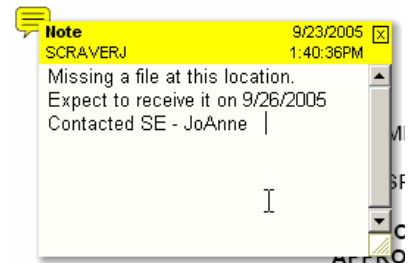 Note 9/23/2005
SCRAVERJ 1:40:36PM
Missing a file at this location.
Expect to receive it on 9/26/2005
Contacted SE - JoAnne